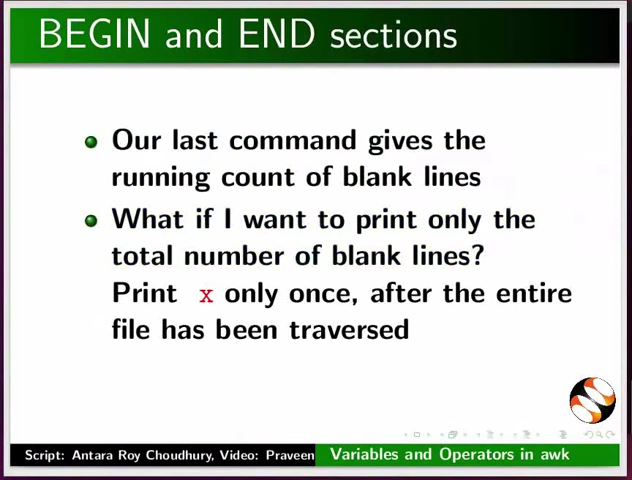 BEGIN and END sections
Our last command gives the
running count of blank lines
What if I want to print only the
total number of blank lines?
Print x only once, after the entire
file has been traversed
Script: Antara Roy Choudhury, Video: Praveen
Variables and Operators in awk